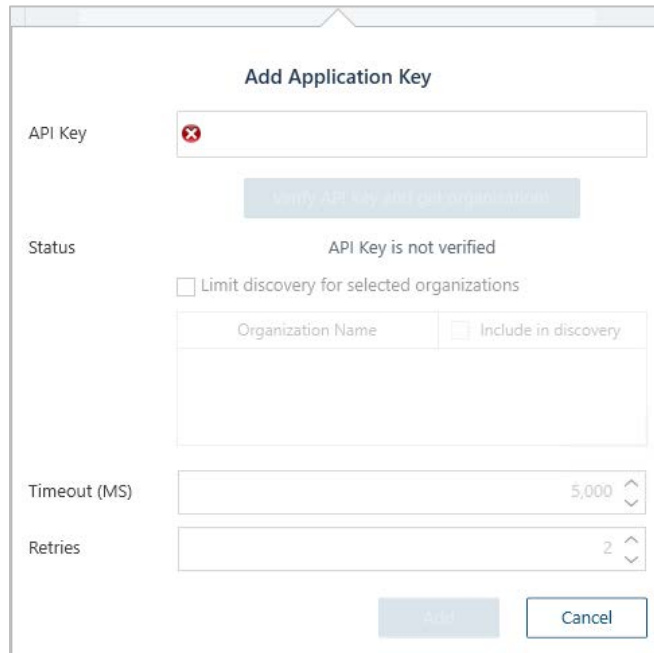 Add Application Key
API Key
Verify API Key and get organizations
Status
API Key is not verified
Limit discovery for selected organizations
Organization Name
Include in discovery
Timeout (MS)
5,000
Retries
2
Add
Cancel